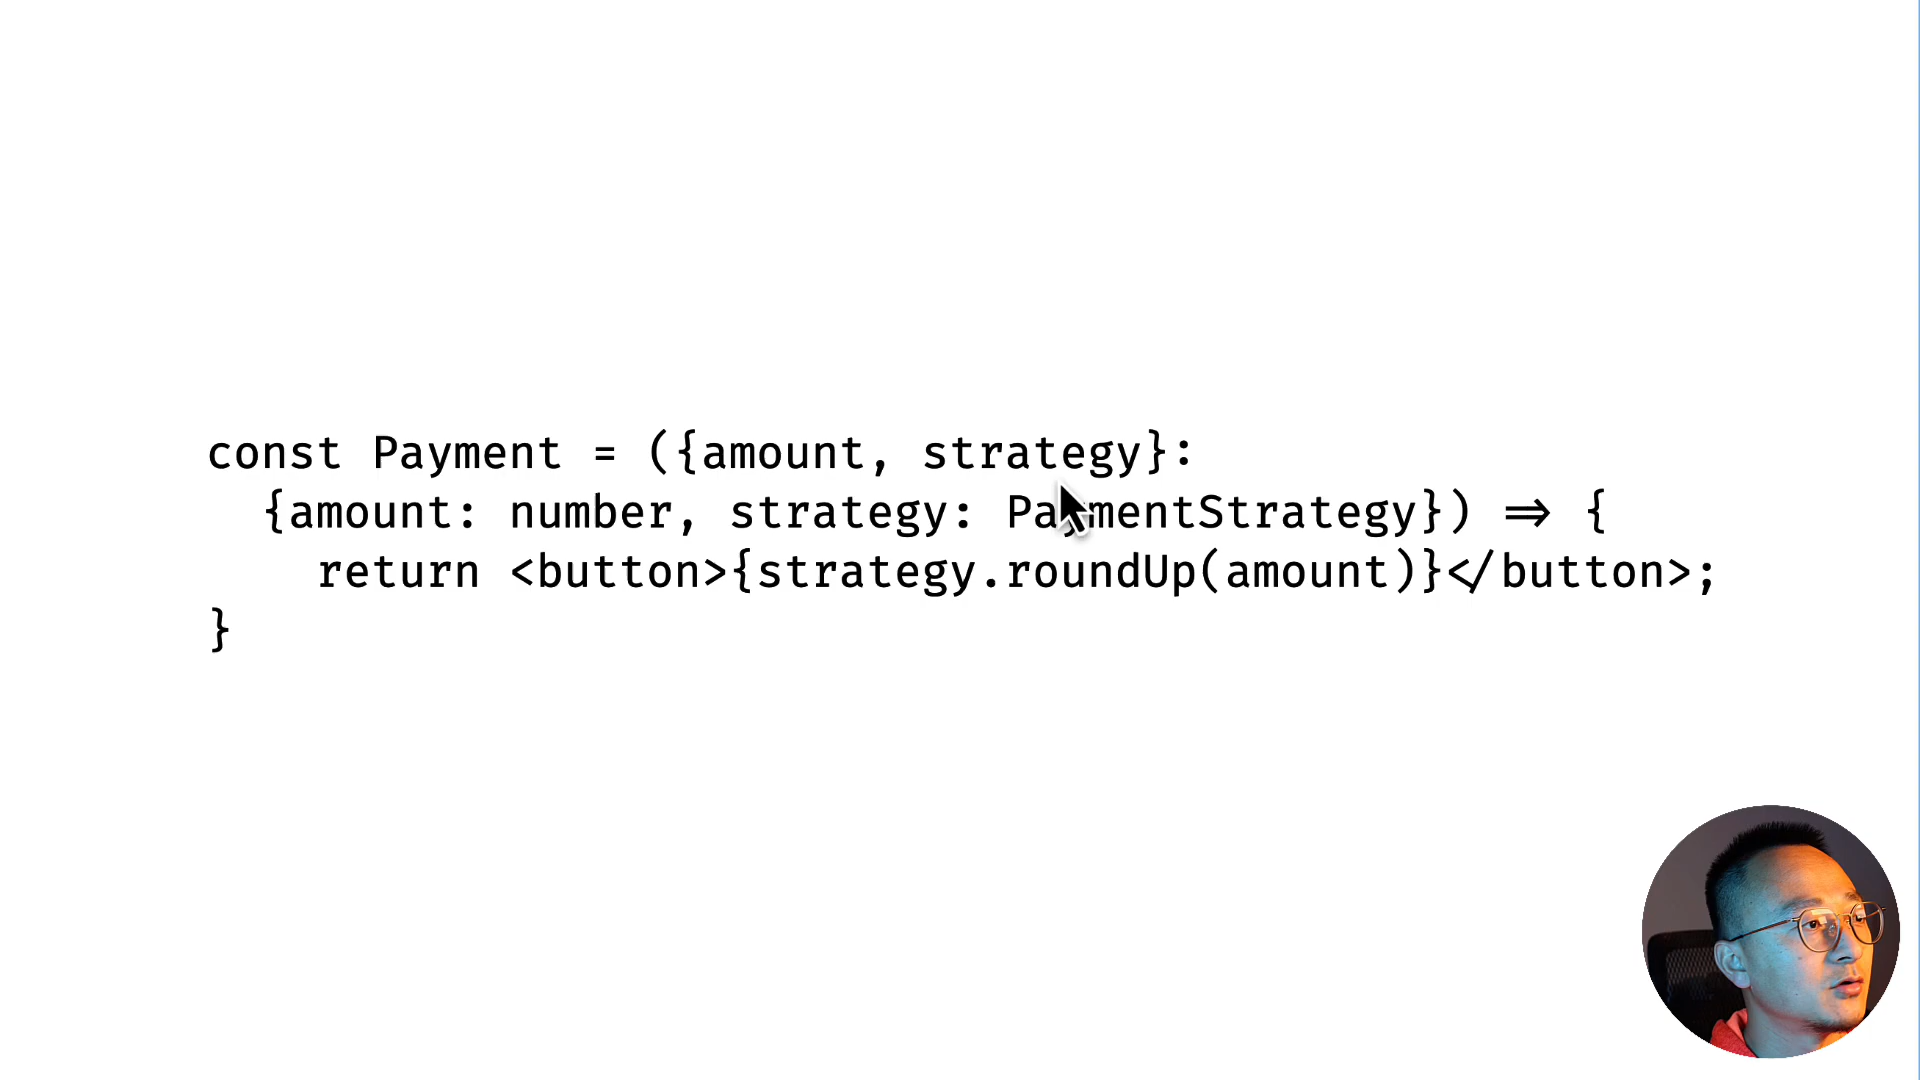 const Payment = ({amount, strategy}:
{amount: number, strategy: PaymentStrategy}) => {
return <button>{strategy.roundUp(amount)}</button>;
}